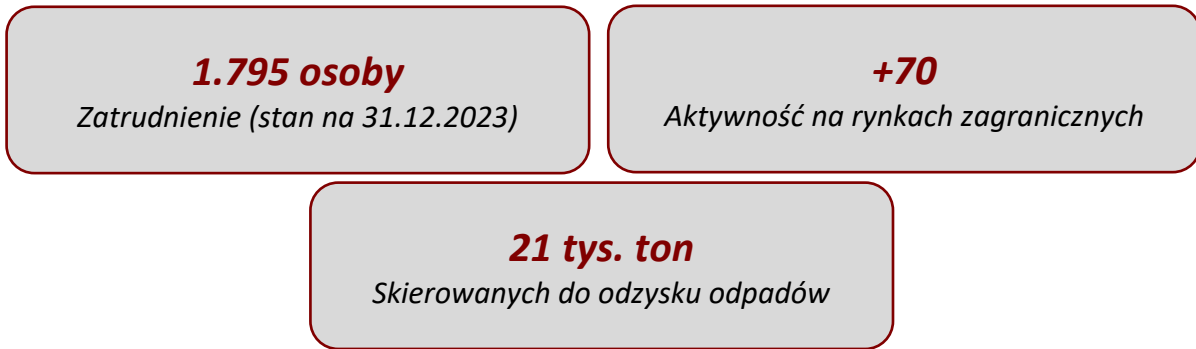 1.795 osoby
Zatrudnienie (stan na 31.12.2023)
+70
Aktywność na rynkach zagranicznych
21 tys. ton
Skierowanych do odzysku odpadów